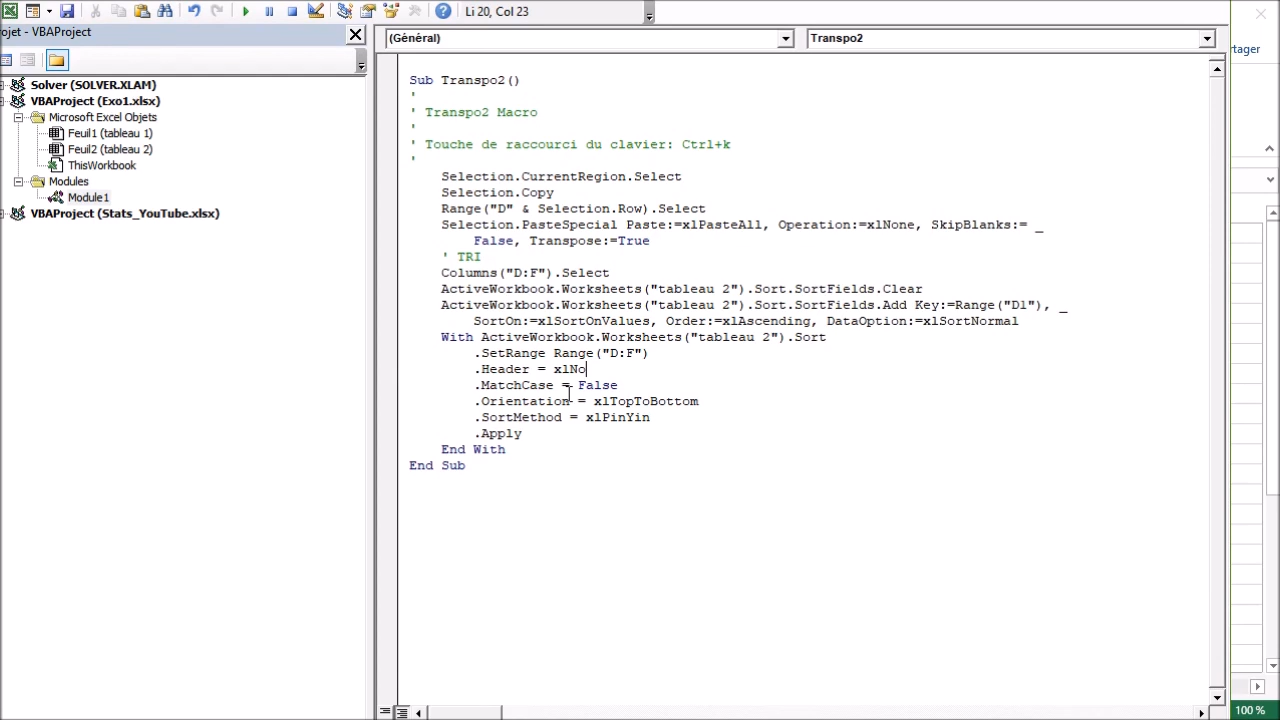 Li 20, Col 23
ojet - VBAProject
(Général)
Transpo2
rtager
Solver (SOLVER.XLAM)
VBAProject (Exo1.xlsx)
Microsoft Excel Objets
Feuil1 (tableau 1)
Feuil2 (tableau 2)
ThisWorkbook
Modules
Module1
VBAProject (Stats_YouTube.xlsx)
Sub Transpo2()
'
' Transpo2 Macro
'
' Touche de raccourci du clavier: Ctrl+k
'
Selection.CurrentRegion.Select
Selection.Copy
Range("D" & Selection.Row).Select
Selection.PasteSpecial Paste:=xlPasteAll, Operation:=xlNone, SkipBlanks:= _
False, Transpose:=True
' TRI
Columns("D:F").Select
ActiveWorkbook.Worksheets("tableau 2").Sort.SortFields.Clear
ActiveWorkbook.Worksheets("tableau 2").Sort.SortFields.Add Key:=Range("D1"), _
SortOn:=xlSortOnValues, Order:=xlAscending, DataOption:=xlSortNormal
With ActiveWorkbook.Worksheets("tableau 2").Sort
.SetRange Range("D:F")
.Header = xlNo
.MatchCase = False
.Orientation = xlTopToBottom
.SortMethod = xlPinYin
.Apply
End With
End Sub
100 %